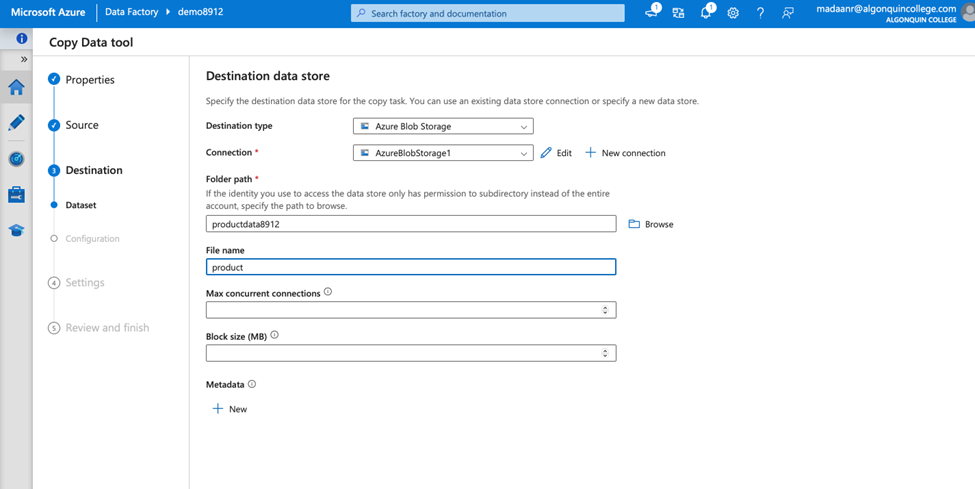 Microsoft Azure
Data Factory
demo8912
Search factory and documentation
1
1
madaanr@algonquincollege.com
ALGONQUIN COLLEGE
Copy Data tool
Properties
Source
3 Destination
Dataset
Configuration
4 Settings
5 Review and finish
Destination data store
Specify the destination data store for the copy task. You can use an existing data store connection or specify a new data store.
Destination type
Azure Blob Storage
Connection *
AzureBlobStorage1
Edit
New connection
Folder path *
If the identity you use to access the data store only has permission to subdirectory instead of the entire
account, specify the path to browse.
productdata8912
Browse
File name
product
Max concurrent connections
Block size (MB)
Metadata
New